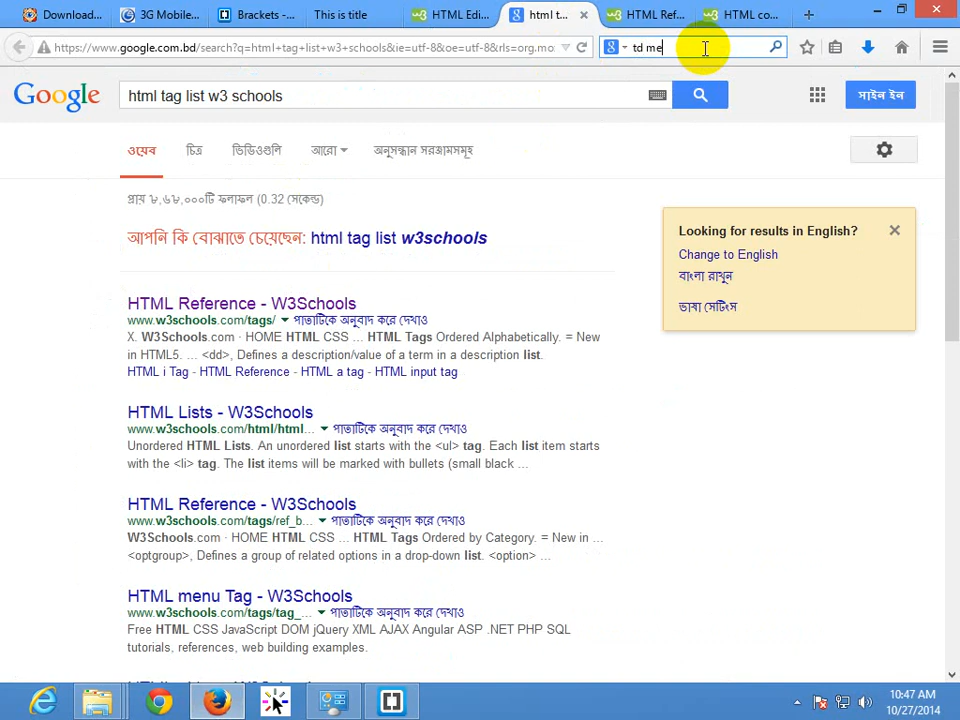 Download...
3G Mobile...
Brackets -...
This is title
HTML Edi...
html t...
HTML Ref...
HTML co...
https://www.google.com.bd/search?q=html+tag+list+w3+schools&ie=utf-8&oe=utf-8&rls=org.mo
td me
Google
html tag list w3 schools
সাইন ইন
ওয়েব
চিত্র
ভিডিওগুলি
আরো
অনুসন্ধান সরঞ্জামসমূহ
প্রায় ৮,৬৮,০০০টি ফলাফল (0.32 সেকেন্ড)
আপনি কি বোঝাতে চেয়েছেন: html tag list w3schools
Looking for results in English?
Change to English
বাংলা রাখুন
ভাষা সেটিংস
HTML Reference - W3Schools
www.w3schools.com/tags/ পাতাটিকে অনুবাদ করে দেখাও
X. W3Schools.com · HOME HTML CSS ... HTML Tags Ordered Alphabetically. = New
in HTML5. ... <dd>, Defines a description/value of a term in a description list.
HTML i Tag - HTML Reference - HTML a tag - HTML input tag
HTML Lists - W3Schools
www.w3schools.com/html/html... পাতাটিকে অনুবাদ করে দেখাও
Unordered HTML Lists. An unordered list starts with the <ul> tag. Each list item starts
with the <li> tag. The list items will be marked with bullets (small black ...
HTML Reference - W3Schools
www.w3schools.com/tags/ref_b... পাতাটিকে অনুবাদ করে দেখাও
W3Schools.com · HOME HTML CSS ... HTML Tags Ordered by Category. = New in ...
<optgroup>, Defines a group of related options in a drop-down list. <option> ...
HTML menu Tag - W3Schools
www.w3schools.com/tags/tag_... পাতাটিকে অনুবাদ করে দেখাও
Free HTML CSS JavaScript DOM jQuery XML AJAX Angular ASP .NET PHP SQL
tutorials, references, web building examples.
10:47 AM
10/27/2014